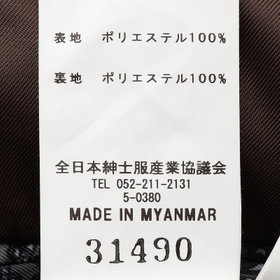 表地　ポリエステル100%
裏地　ポリエステル100%
全日本紳士服産業協議会
TEL 052-211-2131
5-0380
MADE IN MYANMAR
31490